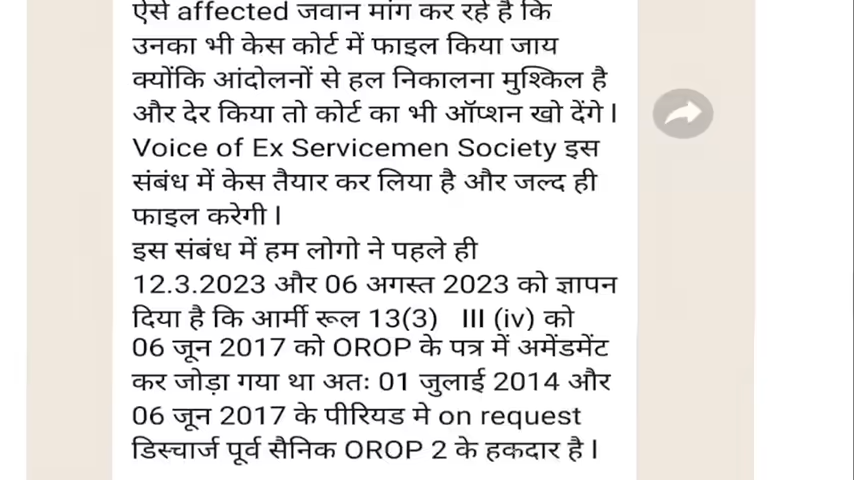 ऐसे affected जवान मांग कर रहे है कि
उनका भी केस कोर्ट में फाइल किया जाय
क्योंकि आंदोलनों से हल निकालना मुश्किल है
और देर किया तो कोर्ट का भी ऑप्शन खो देंगे।
Voice of Ex Servicemen Society इस
संबंध में केस तैयार कर लिया है और जल्द ही
फाइल करेगी।
इस संबंध में हम लोगो ने पहले ही
12.3.2023 और 06 अगस्त 2023 को ज्ञापन
दिया है कि आर्मी रूल 13(3) III (iv) को
06 जून 2017 को OROP के पत्र में अमेंडमेंट
कर जोड़ा गया था अतः 01 जुलाई 2014 और
06 जून 2017 के पीरियड मे on request
डिस्चार्ज पूर्व सैनिक OROP 2 के हकदार है।